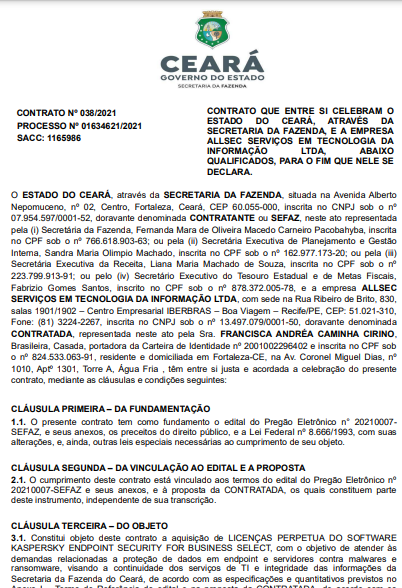 CEARÁ
GOVERNO DO ESTADO
SECRETARIA DA FAZENDA
CONTRATO Nº 038/2021
PROCESSO Nº 01634621/2021
SACC: 1165986
CONTRATO QUE ENTRE SI CELEBRAM O
ESTADO DO CEARÁ, ATRAVÉS DA
SECRETARIA DA FAZENDA, E A EMPRESA
ALLSEC SERVIÇOS EM TECNOLOGIA DA
INFORMAÇÃO LTDA, ABAIXO
QUALIFICADOS, PARA O FIM QUE NELE SE
DECLARA.
O ESTADO DO CEARÁ, através da SECRETARIA DA FAZENDA, situada na Avenida Alberto
Nepomuceno, nº 02, Centro, Fortaleza, Ceará, CEP 60.055-000, inscrita no CNPJ sob o nº
07.954.597/0001-52, doravante denominada CONTRATANTE ou SEFAZ, neste ato representada
pela (i) Secretária da Fazenda, Fernanda Mara de Oliveira Macedo Carneiro Pacobahyba, inscrita
no CPF sob o nº 766.618.903-63; ou pela (ii) Secretária Executiva de Planejamento e Gestão
Interna, Sandra Maria Olimpio Machado, inscrita no CPF sob o nº 162.977.173-20; ou pela (iii)
Secretária Executiva da Receita, Liana Maria Machado de Souza, inscrita no CPF sob o nº
223.799.913-91; ou pelo (iv) Secretário Executivo do Tesouro Estadual e de Metas Fiscais,
Fabrizio Gomes Santos, inscrito no CPF sob o nº 878.372.005-78, e a empresa ALLSEC
SERVIÇOS EM TECNOLOGIA DA INFORMAÇÃO LTDA, com sede na Rua Ribeiro de Brito, 830,
salas 1901/1902 – Centro Empresarial IBERBRAS – Boa Viagem – Recife/PE, CEP: 51.021-310,
Fone: (81) 3224-2267, inscrita no CNPJ sob o nº 13.497.079/0001-50, doravante denominada
CONTRATADA, representada neste ato pela Sra. FRANCISCA ANDRÉA CAMINHA CIRINO,
Brasileira, Casada, portadora da Carteira de Identidade nº 2001002296402 e inscrita no CPF sob
o nº 824.533.063-91, residente e domiciliada em Fortaleza-CE, na Av. Coronel Miguel Dias, nº
1010, Aptº 1301, Torre A, Água Fria , têm entre si justa e acordada a celebração do presente
contrato, mediante as cláusulas e condições seguintes:
CLÁUSULA PRIMEIRA – DA FUNDAMENTAÇÃO
1.1. O presente contrato tem como fundamento o edital do Pregão Eletrônico n° 20210007-
SEFAZ, e seus anexos, os preceitos do direito público, e a Lei Federal nº 8.666/1993, com suas
alterações, e, ainda, outras leis especiais necessárias ao cumprimento de seu objeto.
CLÁUSULA SEGUNDA – DA VINCULAÇÃO AO EDITAL E A PROPOSTA
2.1. O cumprimento deste contrato está vinculado aos termos do edital do Pregão Eletrônico nº
20210007-SEFAZ e seus anexos, e à proposta da CONTRATADA, os quais constituem parte
deste instrumento, independente de sua transcrição.
CLÁUSULA TERCEIRA – DO OBJETO
3.1. Constitui objeto deste contrato a aquisição de LICENÇAS PERPETUA DO SOFTWARE
KASPERSKY ENDPOINT SECURITY FOR BUSINESS SELECT, com o objetivo de atender às
demandas relacionadas a proteção de dados em endpoint e servidores contra malwares e
ransomware, visando a continuidade dos serviços de TI e integridade das informações da
Secretaria da Fazenda do Ceará, de acordo com as especificações e quantitativos previstos no